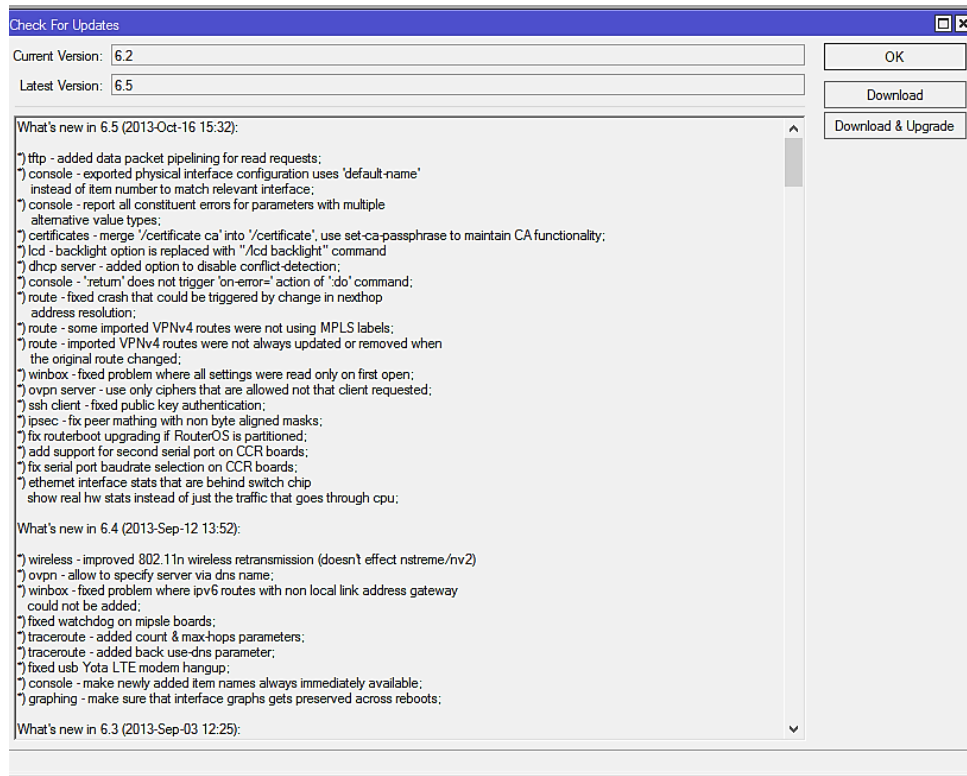 Check For Updates
Current Version: 6.2
OK
Latest Version: 6.5
Download
Download & Upgrade
What's new in 6.5 (2013-Oct-16 15:32):
*) tftp - added data packet pipelining for read requests;
*) console - exported physical interface configuration uses 'default-name'
instead of item number to match relevant interface;
*) console - report all constituent errors for parameters with multiple
alternative value types;
*) certificates - merge '/certificate ca' into '/certificate', use set-ca-passphrase to maintain CA functionality;
*) lcd - backlight option is replaced with "/lcd backlight" command
*) dhcp server - added option to disable conflict-detection;
*) console - ':return' does not trigger 'on-error=' action of ':do' command;
*) route - fixed crash that could be triggered by change in nexthop
address resolution;
*) route - some imported VPNv4 routes were not using MPLS labels;
*) route - imported VPNv4 routes were not always updated or removed when
the original route changed;
*) winbox - fixed problem where all settings were read only on first open;
*) ovpn server - use only ciphers that are allowed not that client requested;
*) ssh client - fixed public key authentication;
*) ipsec - fix peer mathing with non byte aligned masks;
*) fix routerboot upgrading if RouterOS is partitioned;
*) add support for second serial port on CCR boards;
*) fix serial port baudrate selection on CCR boards;
*) ethernet interface stats that are behind switch chip
show real hw stats instead of just the traffic that goes through cpu;
What's new in 6.4 (2013-Sep-12 13:52):
*) wireless - improved 802.11n wireless retransmission (doesn't effect nstreme/nv2)
*) ovpn - allow to specify server via dns name;
*) winbox - fixed problem where ipv6 routes with non local link address gateway
could not be added;
*) fixed watchdog on mipsle boards;
*) traceroute - added count & max-hops parameters;
*) traceroute - added back use-dns parameter;
*) fixed usb Yota LTE modem hangup;
*) console - make newly added item names always immediately available;
*) graphing - make sure that interface graphs gets preserved across reboots;
What's new in 6.3 (2013-Sep-03 12:25):